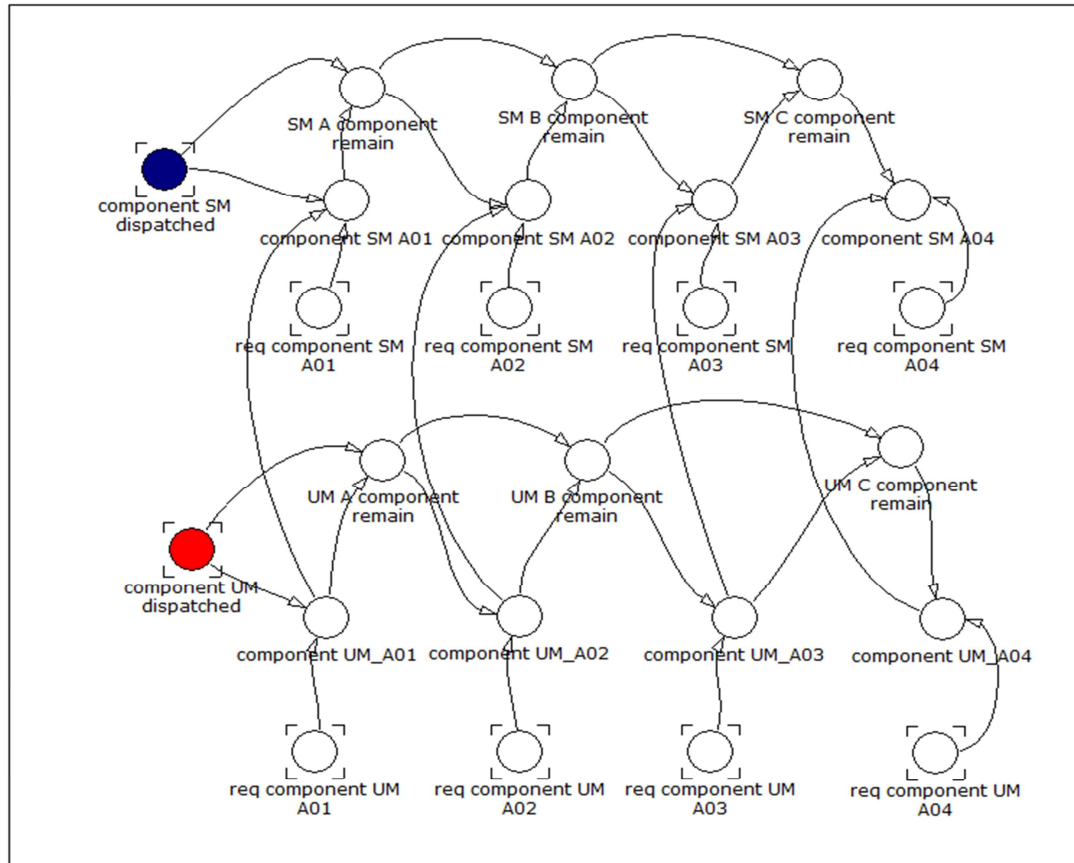 SM A component
remain
SM B component
remain
SM C component
remain
component SM
dispatched
component SM A01
component SM A02
component SM A03
component SM A04
req component SM
A01
req component SM
A02
req component SM
A03
req component SM
A04
UM A component
remain
UM B component
remain
UM C component
remain
component UM
dispatched
component UM_A01
component UM_A02
component UM_A03
component UM_A04
req component UM
A01
req component UM
A02
req component UM
A03
req component UM
A04